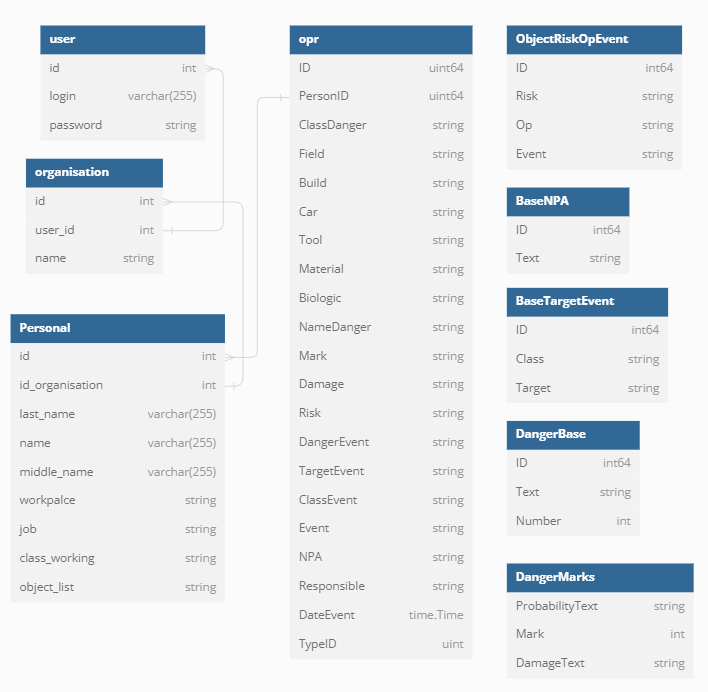 user
id int
login varchar(255)
password string
organisation
id int
user_id int
name string
Personal
id int
id_organisation int
last_name varchar(255)
name varchar(255)
middle_name varchar(255)
workpalce string
job string
class_working string
object_list string
opr
ID uint64
PersonID uint64
ClassDanger string
Field string
Build string
Car string
Tool string
Material string
Biologic string
NameDanger string
Mark string
Damage string
Risk string
DangerEvent string
TargetEvent string
ClassEvent string
Event string
NPA string
Responsible string
DateEvent time.Time
TypeID uint
ObjectRiskOpEvent
ID int64
Risk string
Op string
Event string
BaseNPA
ID int64
Text string
BaseTargetEvent
ID int64
Class string
Target string
DangerBase
ID int64
Text string
Number int
DangerMarks
ProbabilityText string
Mark int
DamageText string